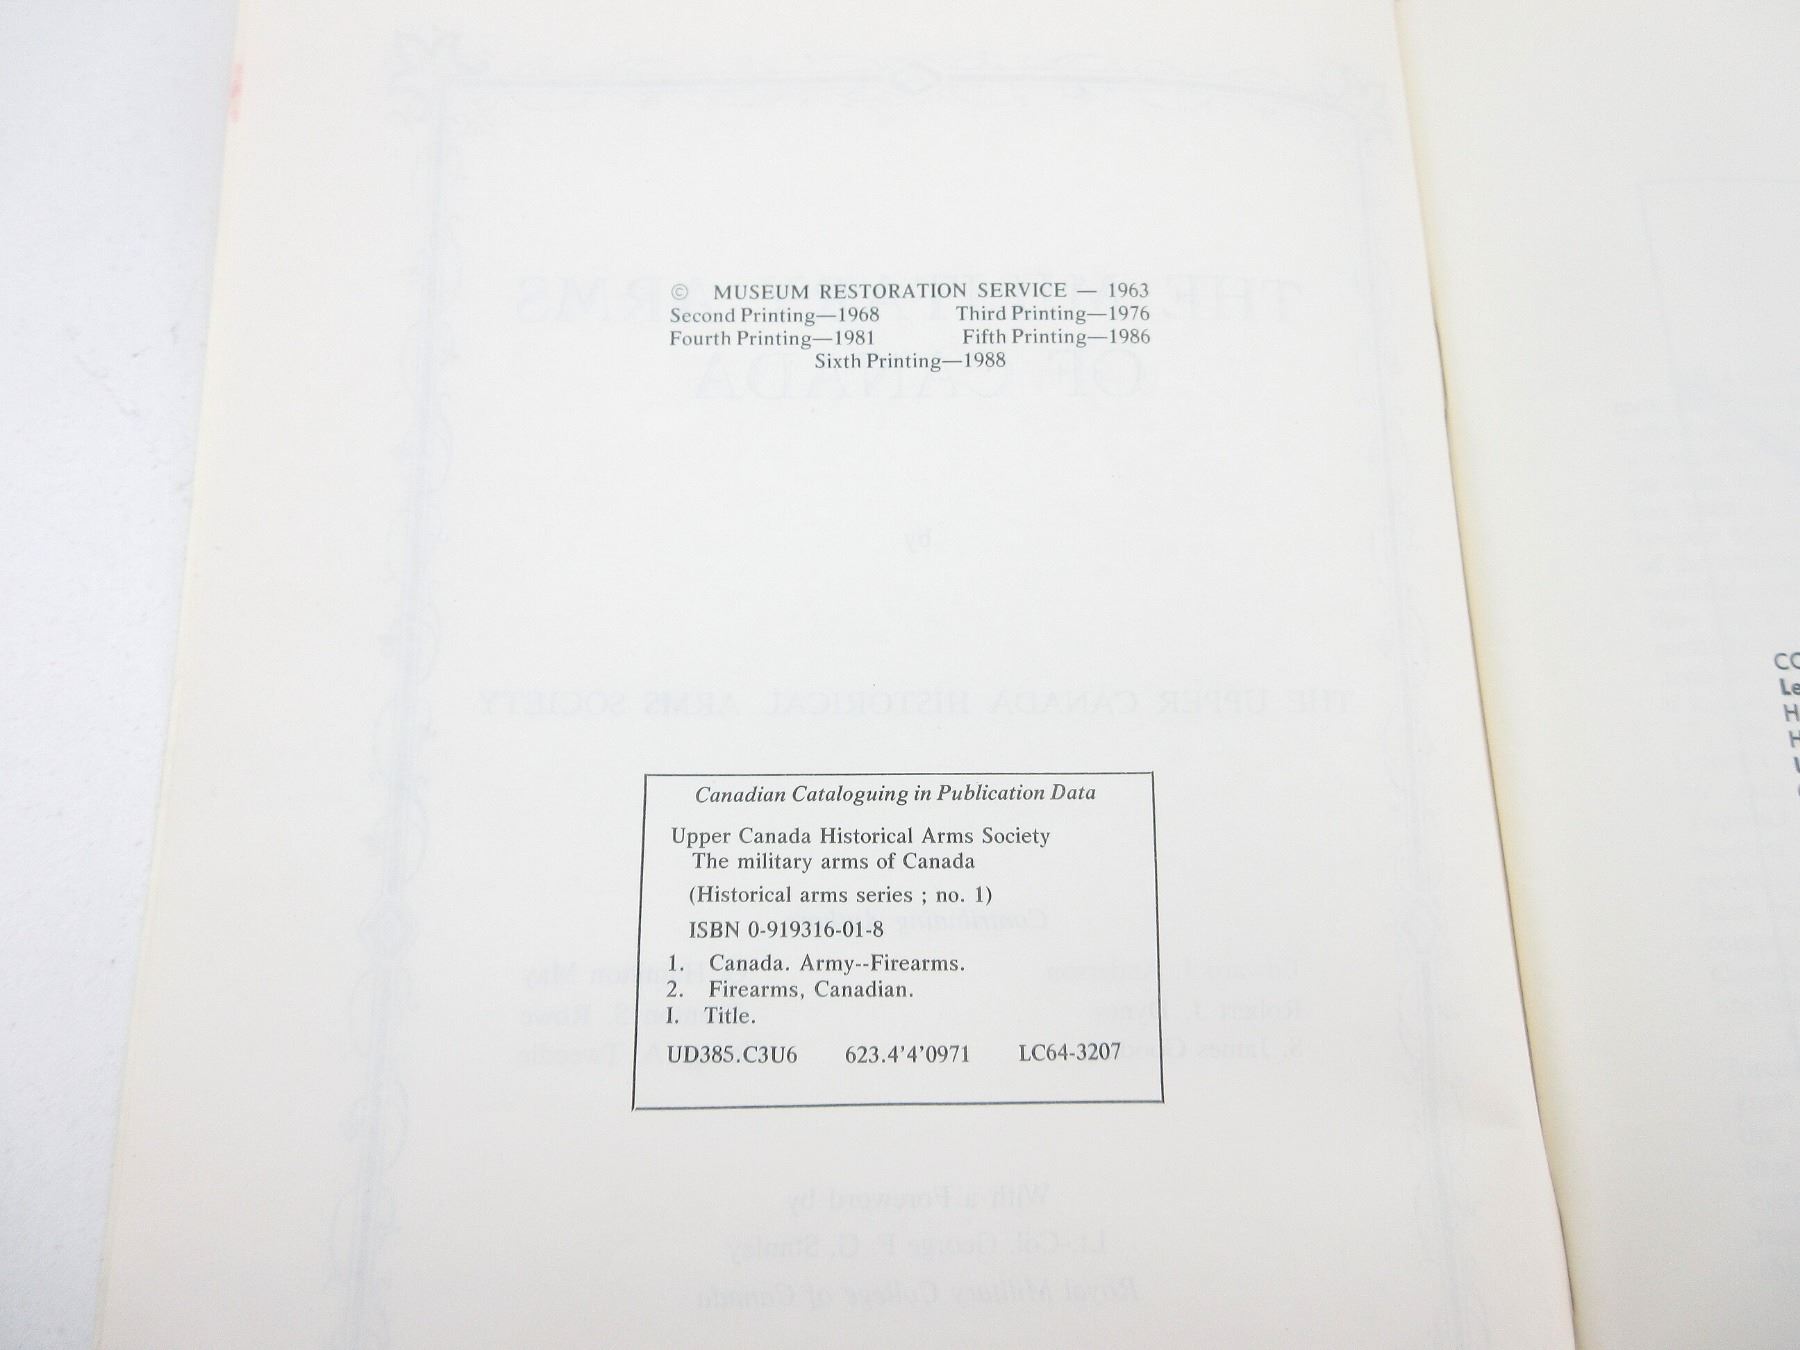 © MUSEUM RESTORATION SERVICE — 1963
Second Printing—1968 Third Printing—1976
Fourth Printing—1981 Fifth Printing—1986
Sixth Printing—1988
Canadian Cataloguing in Publication Data
Upper Canada Historical Arms Society
The military arms of Canada
(Historical arms series ; no. 1)
ISBN 0-919316-01-8
1. Canada. Army--Firearms.
2. Firearms, Canadian.
I. Title.
UD385.C3U6 623.4'4'0971 LC64-3207